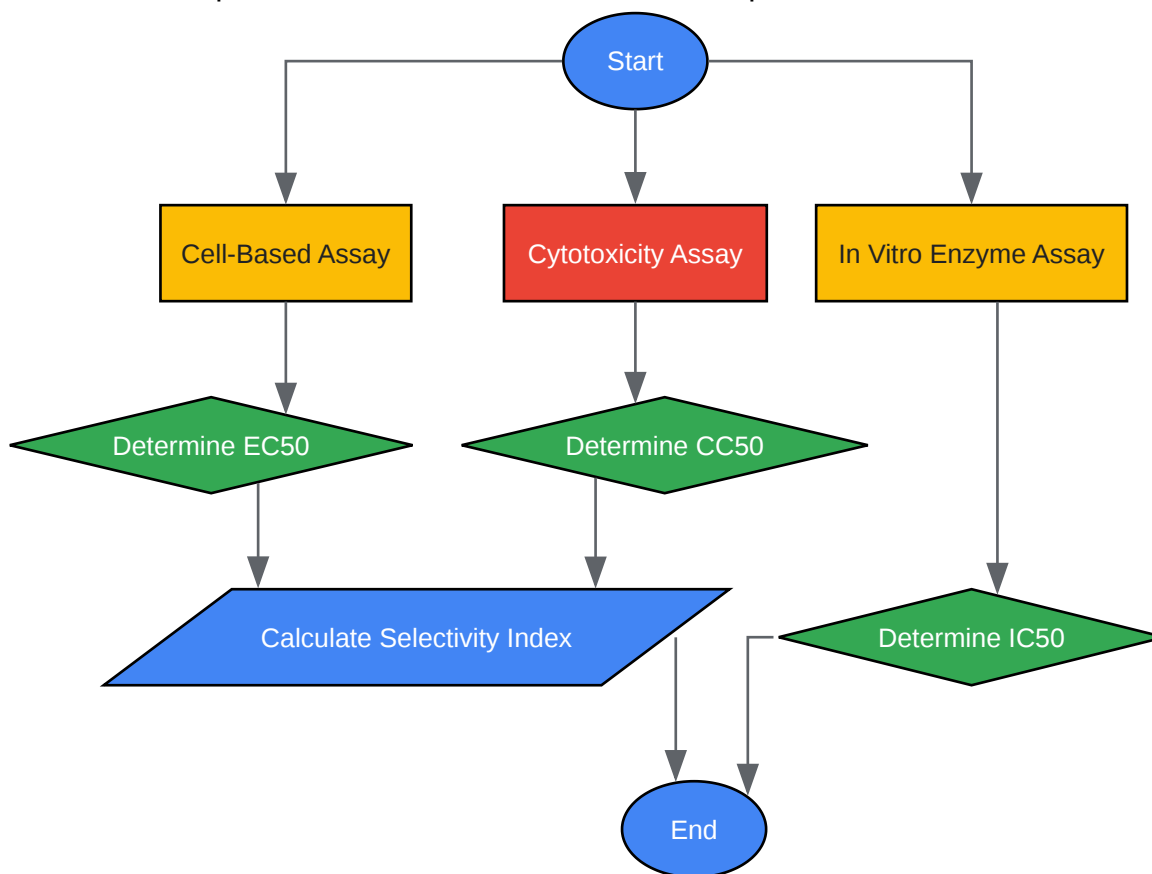 Start
Cell-Based Assay
Cytotoxicity Assay
In Vitro Enzyme Assay
Determine EC50
Determine CC50
Calculate Selectivity Index
Determine IC50
End